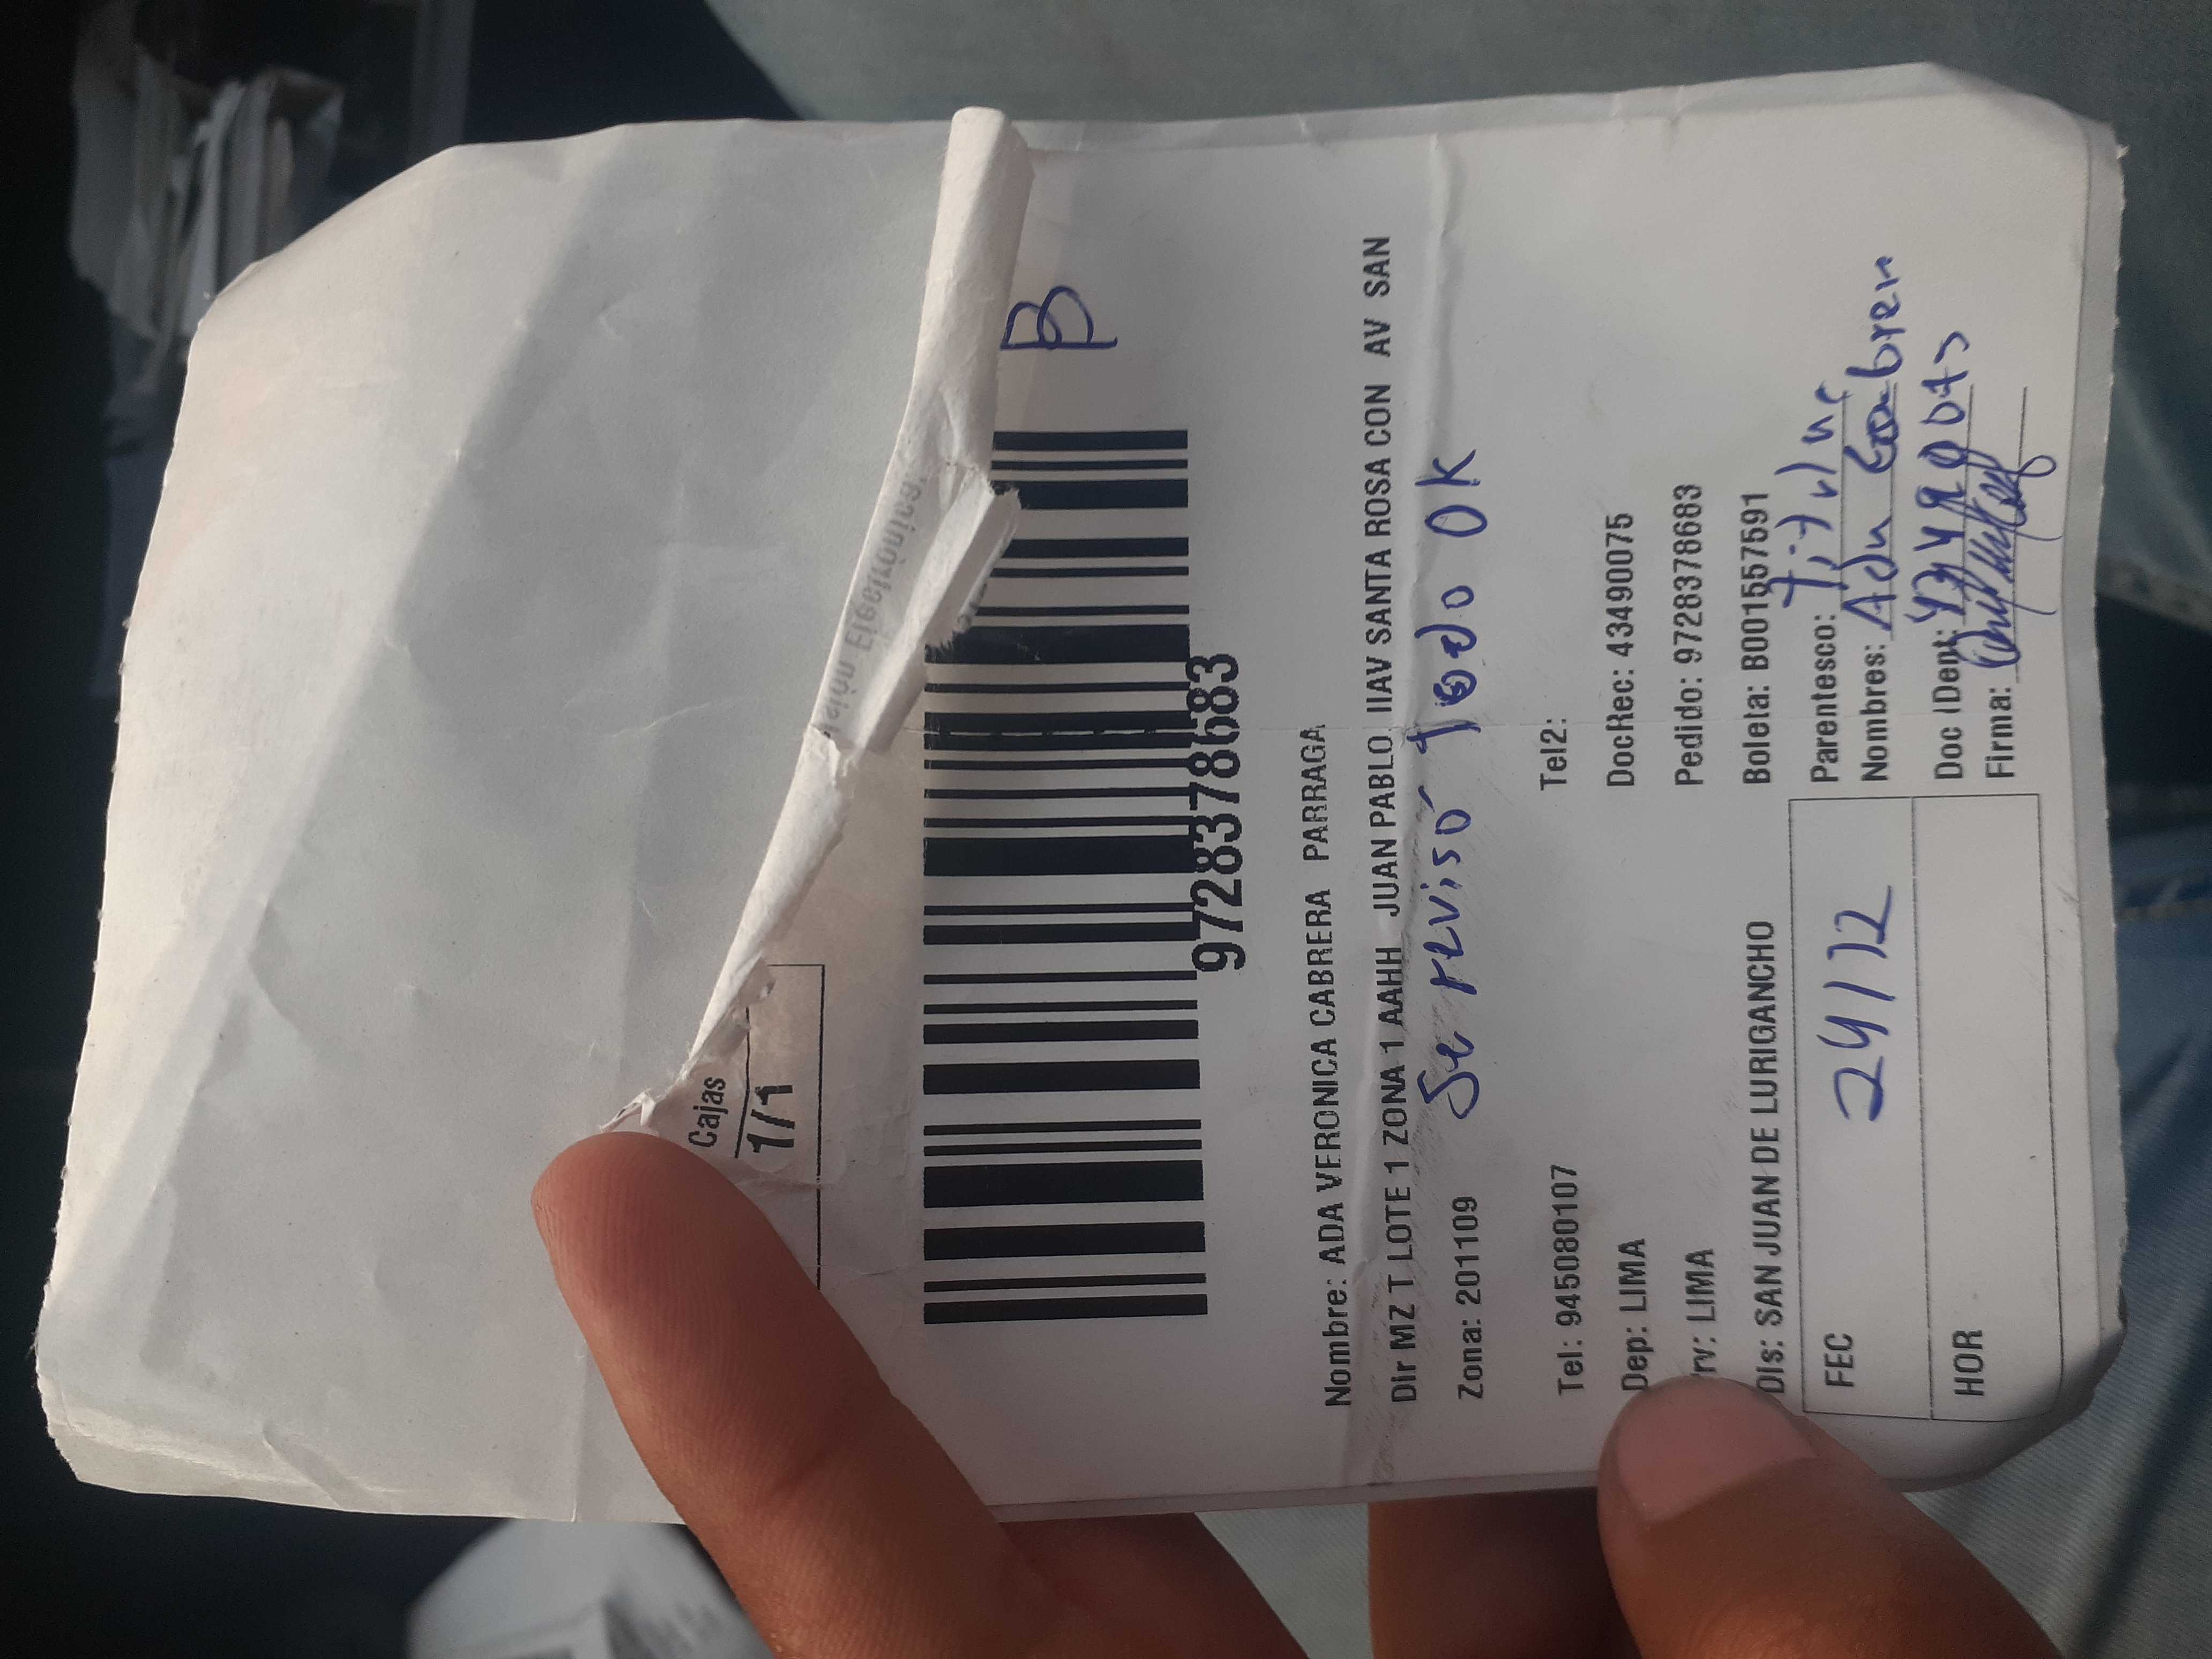 Cajas
1/1
B
9728378683
Nombre: ADA VERONICA CABRERA PARRAGA
Dir MZ T LOTE 1 ZONA 1 AAHH JUAN PABLO IIAV SANTA ROSA CON AV SAN
Zona: 201109
Se revisó Todo OK
Tel: 945080107 Tel2:
Dep: LIMA DocRec: 43490075
rv: LIMA Pedido: 9728378683
DIs: SAN JUAN DE LURIGANCHO Boleta: B001557591
FEC 24/12
HOR
Parentesco:
Nombres: Ada Cabrera
Doc IDent:
Firma: